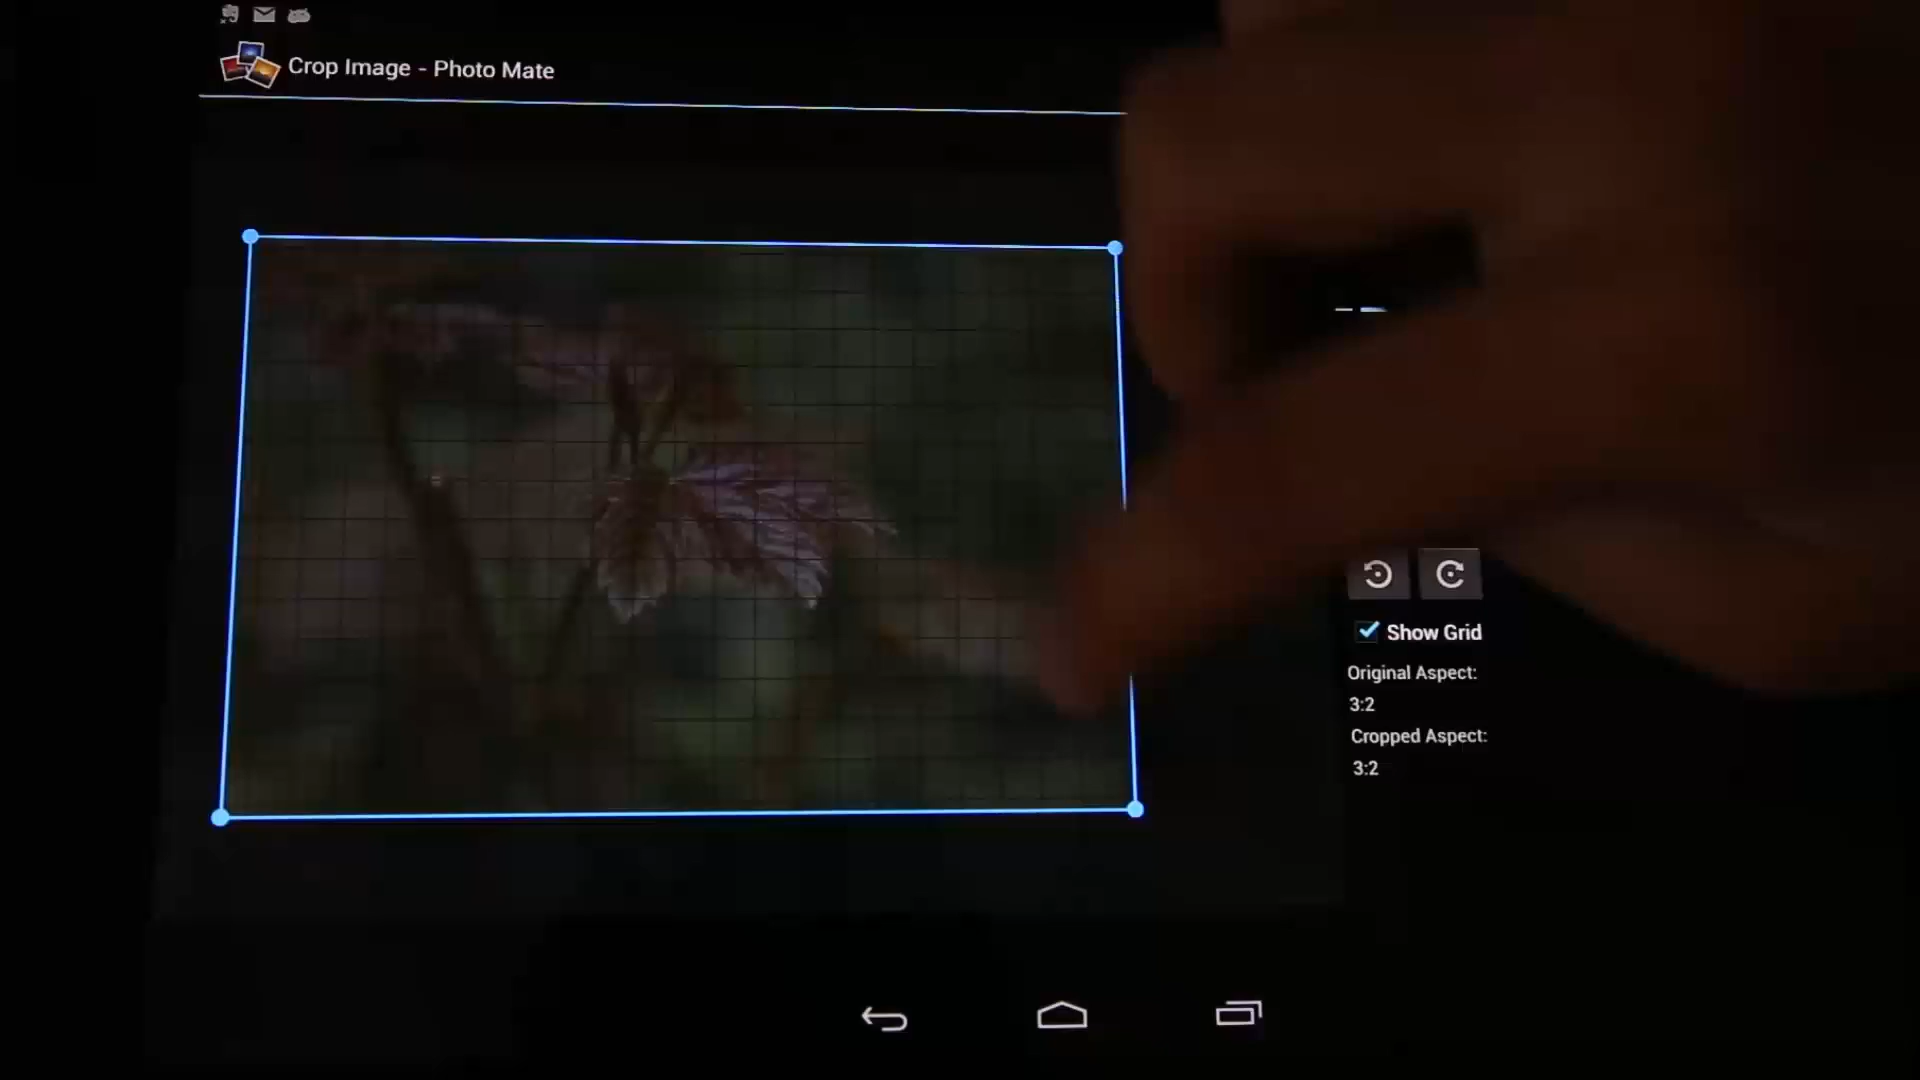 Crop Image - Photo Mate
Show Grid
Original Aspect:
3:2
Cropped Aspect:
3:2